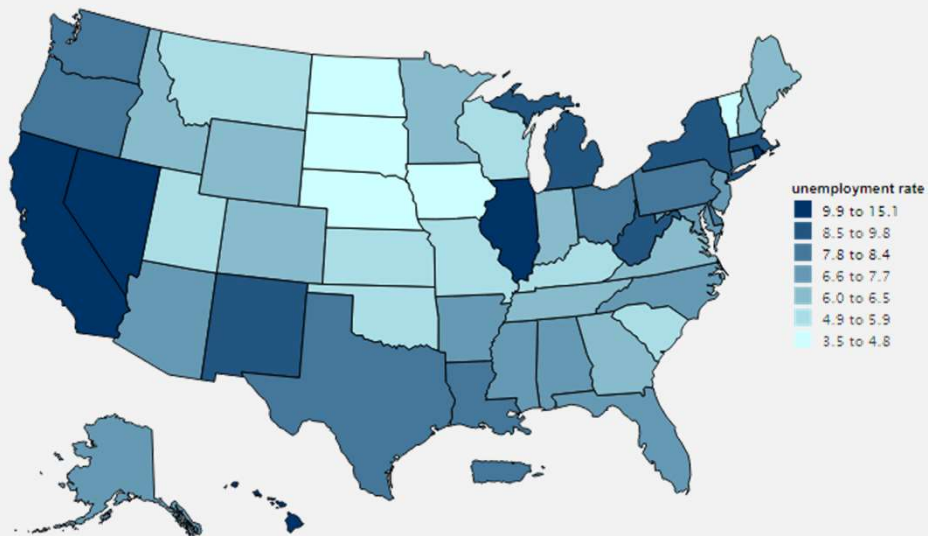 unemployment rate
9.9 to 15.1
8.5 to 9.8
7.8 to 8.4
6.6 to 7.7
6.0 to 6.5
4.9 to 5.9
3.5 to 4.8